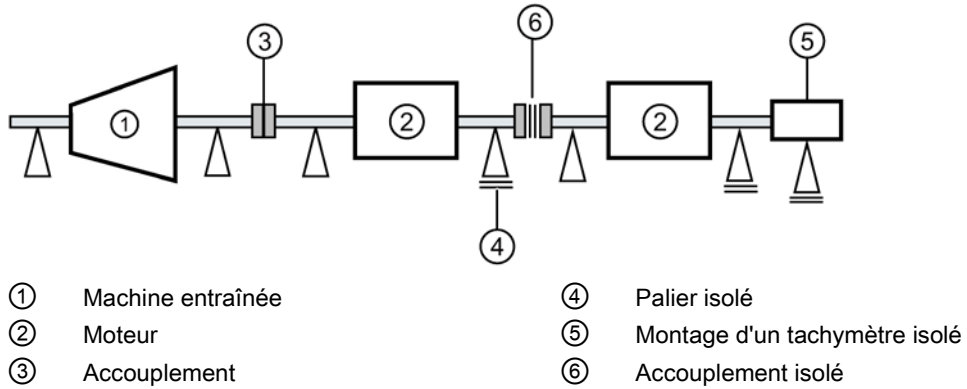 ③
⑥
⑤
①
②
②
④
① Machine entraînée
② Moteur
③ Accouplement
④ Palier isolé
⑤ Montage d'un tachymètre isolé
⑥ Accouplement isolé